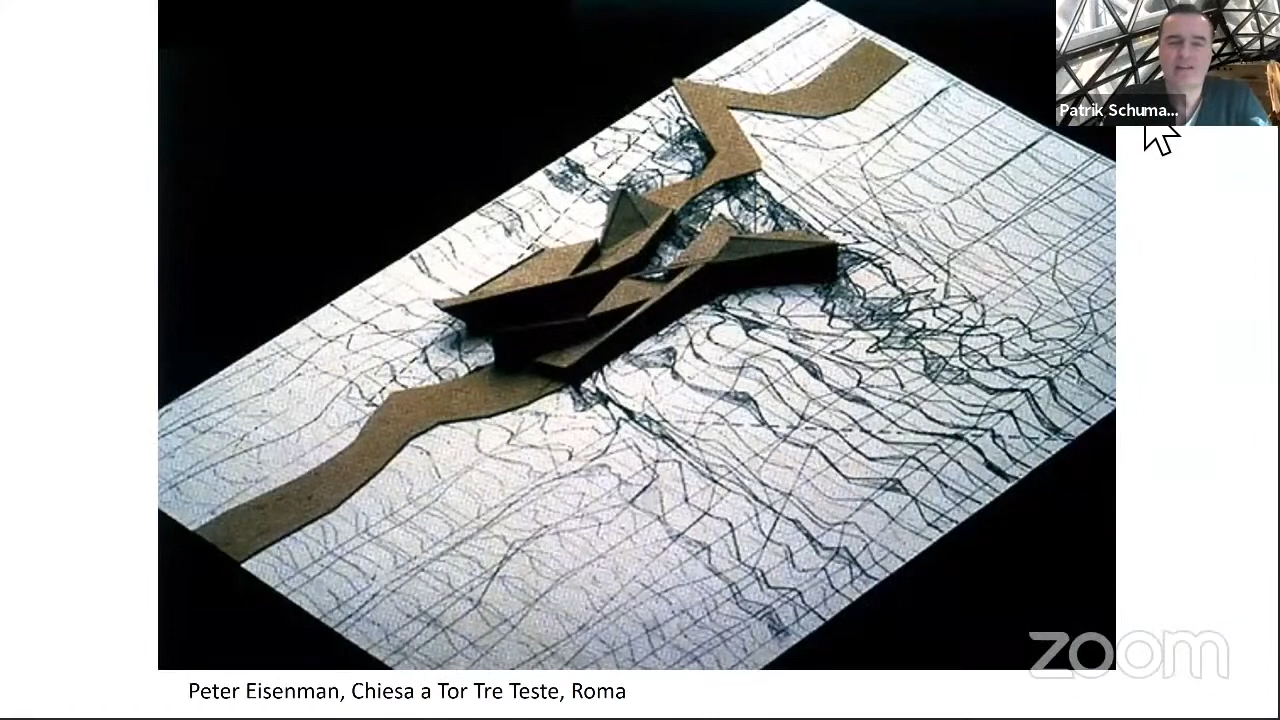 Patrik Schuma...
zoom
Peter Eisenman, Chiesa a Tor Tre Teste, Roma